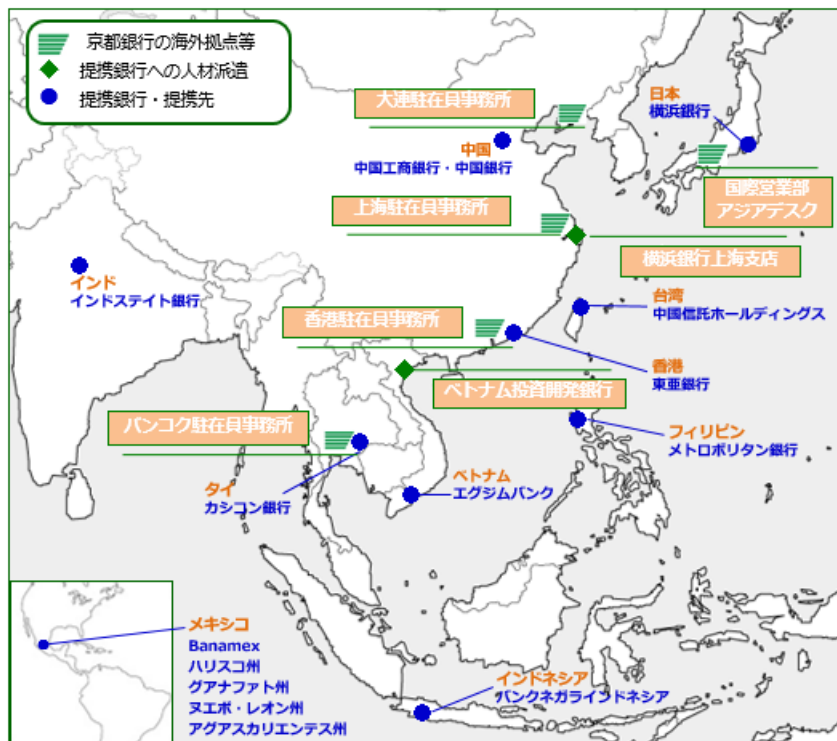 京都銀行の海外拠点等
提携銀行への人材派遣
提携銀行・提携先
大連駐在員事務所
日本
横浜銀行
中国
中国工商銀行・中国銀行
国際営業部
アジアデスク
上海駐在員事務所
横浜銀行上海支店
インド
インドステイト銀行
台湾
中国信託ホールディングス
香港駐在員事務所
香港
東亜銀行
ベトナム投資開発銀行
バンコク駐在員事務所
フィリピン
メトロポリタン銀行
タイ
カシコン銀行
ベトナム
エグジムバンク
メキシコ
Banamex
ハリスコ州
グアナファト州
ヌエボ・レオン州
アグアスカリエンテス州
インドネシア
バンクネガラインドネシア